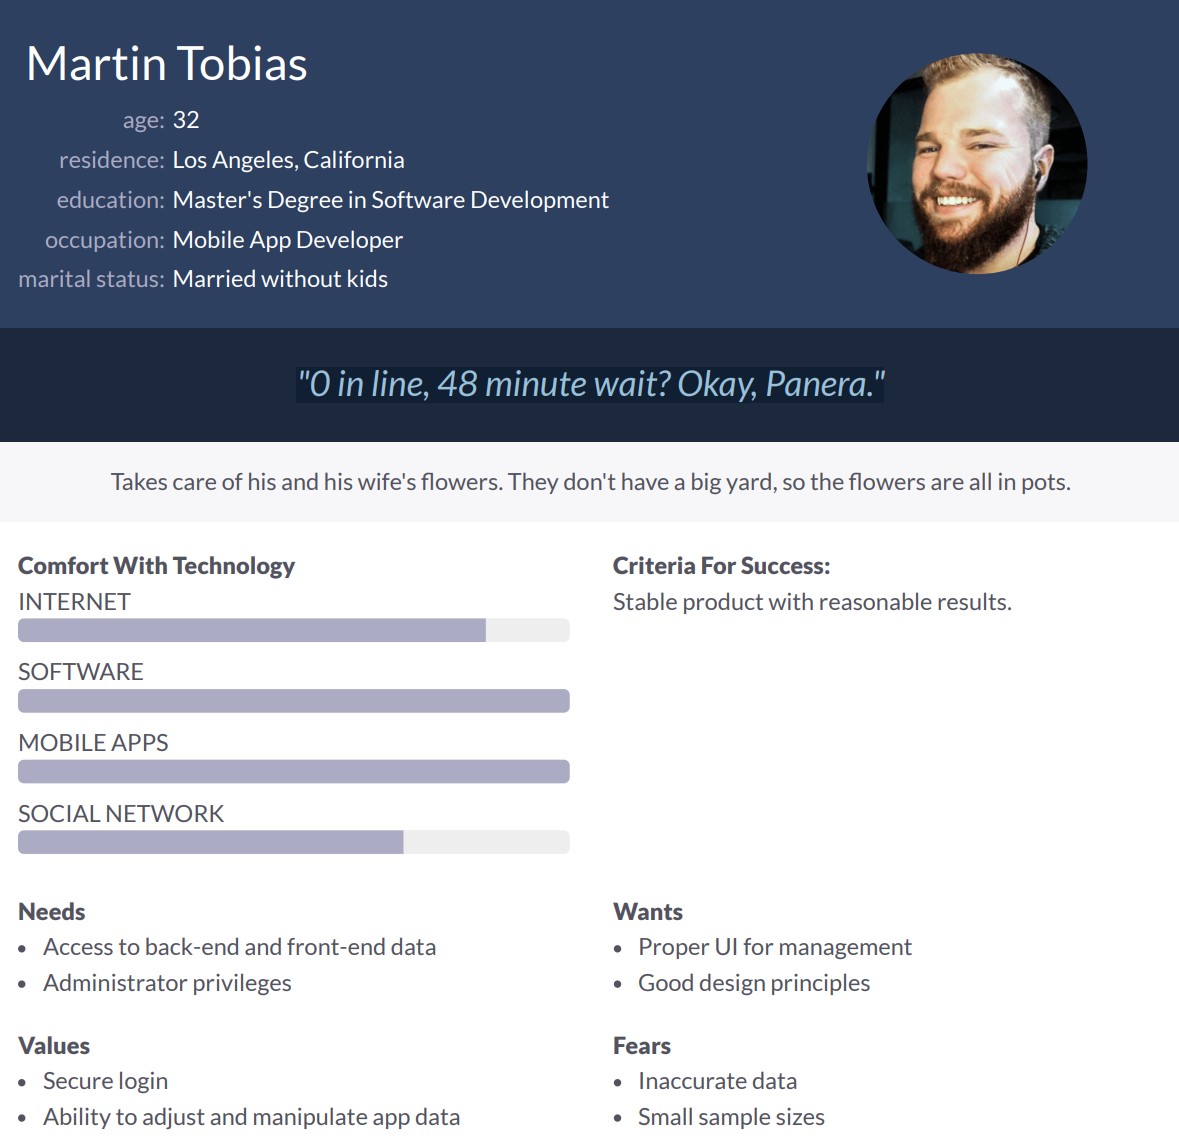 Martin Tobias
age: 32
residence: Los Angeles, California
education: Master's Degree in Software Development
occupation: Mobile App Developer
marital status: Married without kids
"0 in line, 48 minute wait? Okay, Panera."
Takes care of his and his wife's flowers. They don't have a big yard, so the flowers are all in pots.
Comfort With Technology
INTERNET
SOFTWARE
MOBILE APPS
SOCIAL NETWORK
Criteria For Success:
Stable product with reasonable results.
Needs
• Access to back-end and front-end data
• Administrator privileges
Wants
• Proper UI for management
• Good design principles
Values
• Secure login
• Ability to adjust and manipulate app data
Fears
• Inaccurate data
• Small sample sizes